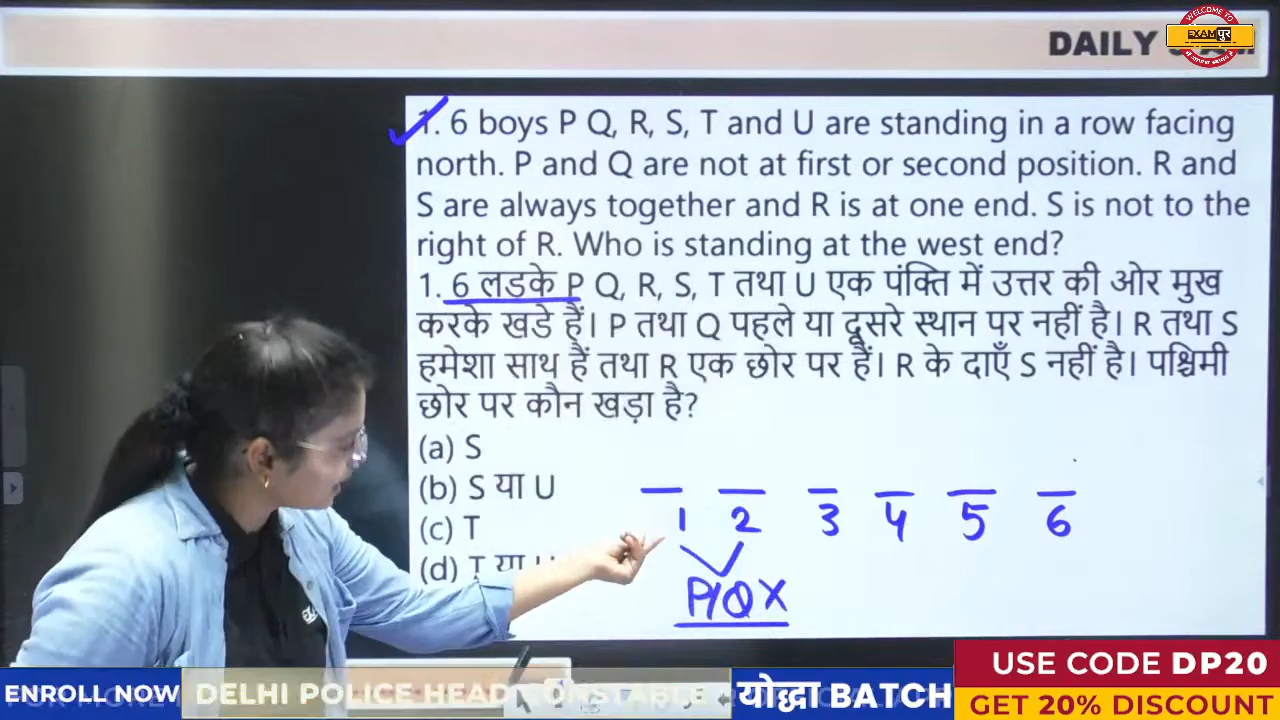 WELCOME TO
EXAMपुर
DAILY
1. 6 boys P Q, R, S, T and U are standing in a row facing
north. P and Q are not at first or second position. R and
S are always together and R is at one end. S is not to the
right of R. Who is standing at the west end?
1. 6 लडके P Q, R, S, T तथा U एक पंक्ति में उत्तर की ओर मुख
करके खडे हैं। P तथा Q पहले या दूसरे स्थान पर नहीं है। R तथा S
हमेशा साथ हैं तथा R एक छोर पर हैं। R के दाएँ S नहीं है। पश्चिमी
छोर पर कौन खड़ा है?
(a) S
(b) S या U
(c) T
(d) T या
1 2 3 4 5 6
P/Q X
USE CODE DP20
GET 20% DISCOUNT
ENROLL NOW DELHI POLICE HEAD CONSTABLE योद्धा BATCH